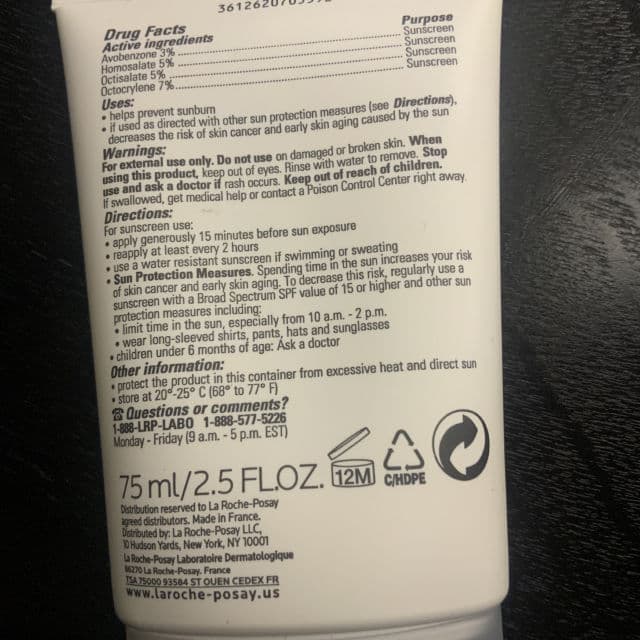 Drug Facts
Active ingredients Purpose
Avobenzone 3% Sunscreen
Homosalate 5% Sunscreen
Octisalate 5% Sunscreen
Octocrylene 7% Sunscreen
Uses:
• helps prevent sunburn
• if used as directed with other sun protection measures (see Directions),
decreases the risk of skin cancer and early skin aging caused by the sun
Warnings:
For external use only. Do not use on damaged or broken skin. When
using this product, keep out of eyes. Rinse with water to remove. Stop
use and ask a doctor if rash occurs. Keep out of reach of children.
If swallowed, get medical help or contact a Poison Control Center right away.
Directions:
For sunscreen use:
• apply generously 15 minutes before sun exposure
• reapply at least every 2 hours
• use a water resistant sunscreen if swimming or sweating
• Sun Protection Measures. Spending time in the sun increases your risk
of skin cancer and early skin aging. To decrease this risk, regularly use a
sunscreen with a Broad Spectrum SPF value of 15 or higher and other sun
protection measures including:
• limit time in the sun, especially from 10 a.m. - 2 p.m.
• wear long-sleeved shirts, pants, hats and sunglasses
• children under 6 months of age: Ask a doctor
Other information:
• protect the product in this container from excessive heat and direct sun
• store at 20°-25° C (68° to 77° F)
☎ Questions or comments?
1-888-LRP-LABO 1-888-577-5226
Monday - Friday (9 a.m. - 5 p.m. EST)
75 ml/2.5 FL.OZ. 12M C/HDPE
Distribution reserved to La Roche-Posay
agreed distributors. Made in France.
Distributed by: La Roche-Posay LLC,
10 Hudson Yards, New York, NY 10001
La Roche-Posay Laboratoire Dermatologique
86270 La Roche-Posay. France
TSA 75000 93584 ST OUEN CEDEX FR
www.laroche-posay.us